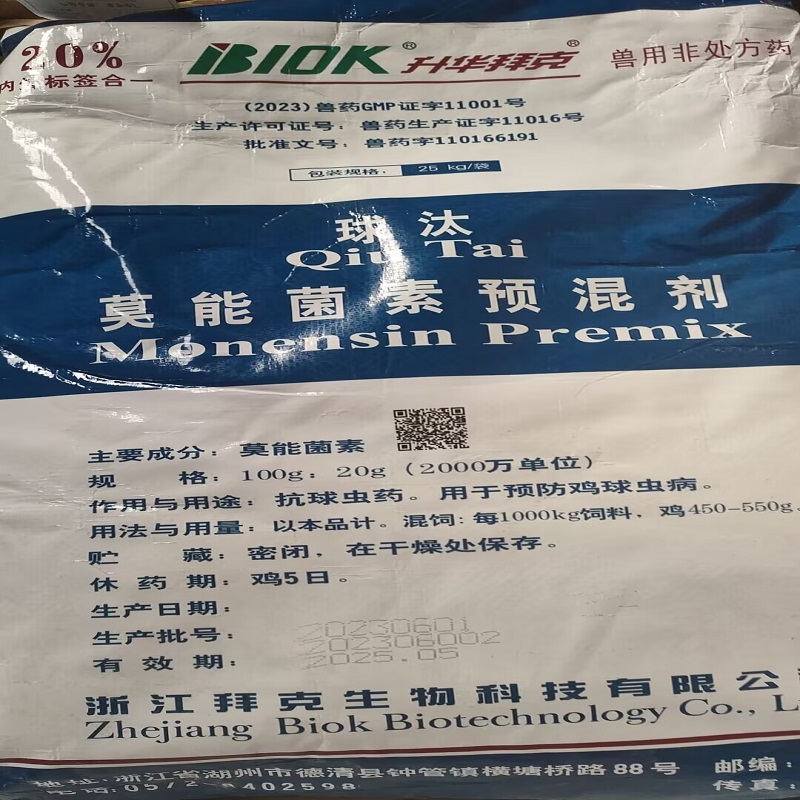 20%
内外标签合一
BIOK® 升华拜克®
兽用非处方药
(2023)兽药GMP证字11001号
生产许可证号：兽药生产证字11016号
批准文号：兽药字110166191
包装规格： 25 kg/袋
球汰
Qiu Tai
莫能菌素预混剂
Monensin Premix
主要成分：莫能菌素
规 格：100g：20g（2000万单位）
作用与用途：抗球虫药。用于预防鸡球虫病。
用法与用量：以本品计。混饲：每1000kg饲料，鸡450-550g。
贮 藏：密闭，在干燥处保存。
休 药 期：鸡5日。
生产日期：
20230601
生产批号：
202306002
有 效 期：
2025.05
浙江拜克生物科技有限公
Zhejiang Biok Biotechnology Co., L
地址：浙江省湖州市德清县钟管镇横塘桥路88号 邮编：
402598 传真：